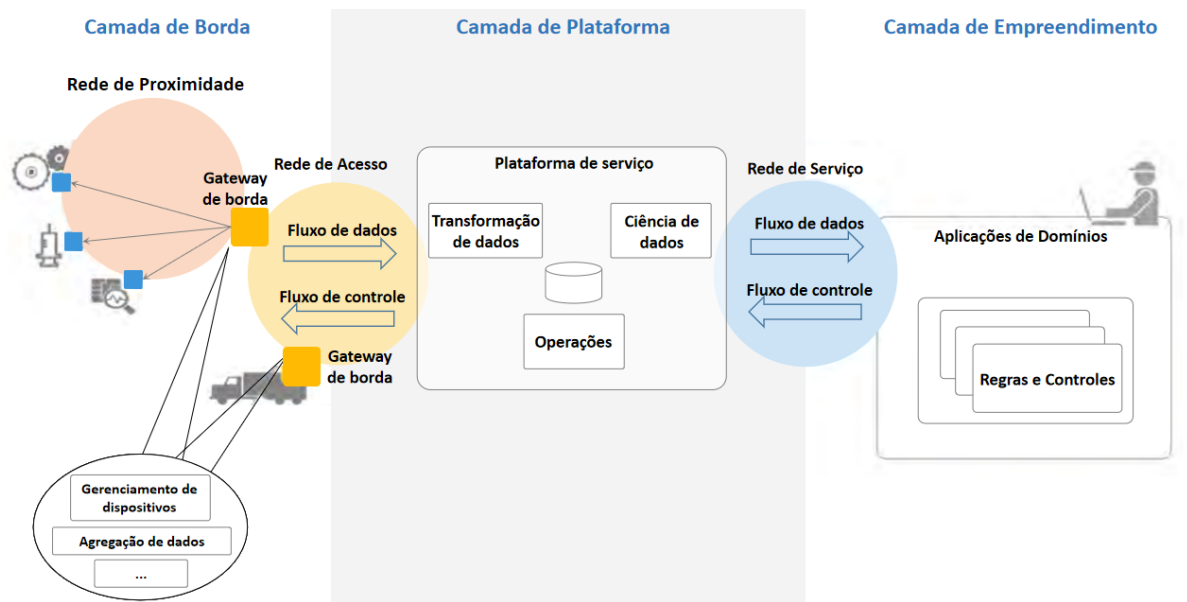 Camada de Borda
Camada de Plataforma
Camada de Empreendimento
Rede de Proximidade
Gateway
de borda
Rede de Acesso
Fluxo de dados
Fluxo de controle
Gateway
de borda
Gerenciamento de
dispositivos
Agregação de dados
...
Plataforma de serviço
Transformação
de dados
Ciência de
dados
Operações
Rede de Serviço
Fluxo de dados
Fluxo de controle
Aplicações de Domínios
Regras e Controles